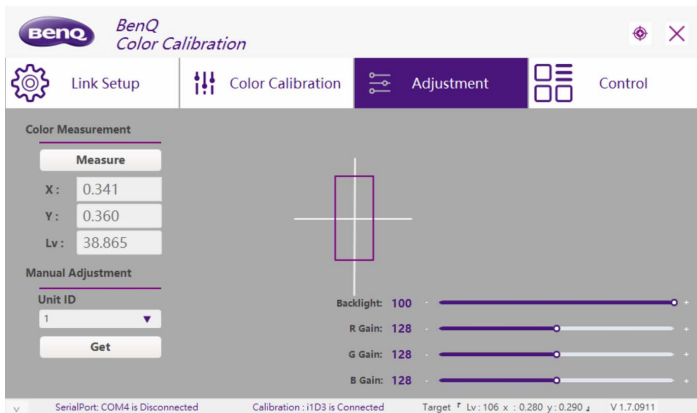 BenQ
BenQ
Color Calibration
Link Setup
Color Calibration
Adjustment
Control
Color Measurement
Measure
X : 0.341
Y : 0.360
Lv : 38.865
Manual Adjustment
Unit ID
1
Get
Backlight: 100 - +
R Gain: 128 - +
G Gain: 128 - +
B Gain: 128 - +
V SerialPort: COM4 is Disconnected Calibration : i1D3 is Connected Target 「 Lv : 106 x : 0.280 y : 0.290 」 V 1.7.0911